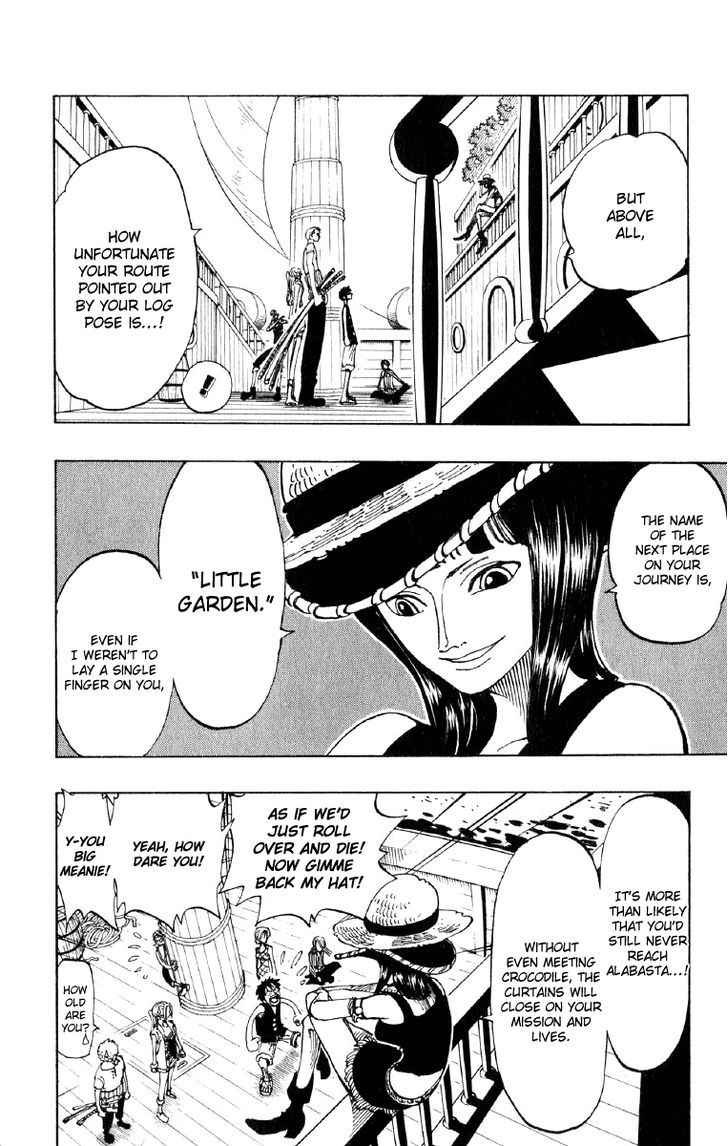 BUT
ABOVE
ALL,
HOW
UNFORTUNATE
YOUR ROUTE
POINTED OUT
BY YOUR LOG
POSE IS...!
!
THE NAME
OF THE
NEXT PLACE
ON YOUR
JOURNEY IS,
"LITTLE
GARDEN."
EVEN IF
I WEREN'T TO
LAY A SINGLE
FINGER ON YOU,
IT'S MORE
THAN LIKELY
THAT YOU'D
STILL NEVER
REACH
ALABASTA...!
WITHOUT
EVEN MEETING
CROCODILE, THE
CURTAINS WILL
CLOSE ON YOUR
MISSION AND
LIVES.
AS IF WE'D
JUST ROLL
OVER AND DIE!
NOW GIMME
BACK MY HAT!
YEAH, HOW
DARE YOU!
Y-YOU
BIG
MEANIE!
HOW
OLD
ARE
YOU?